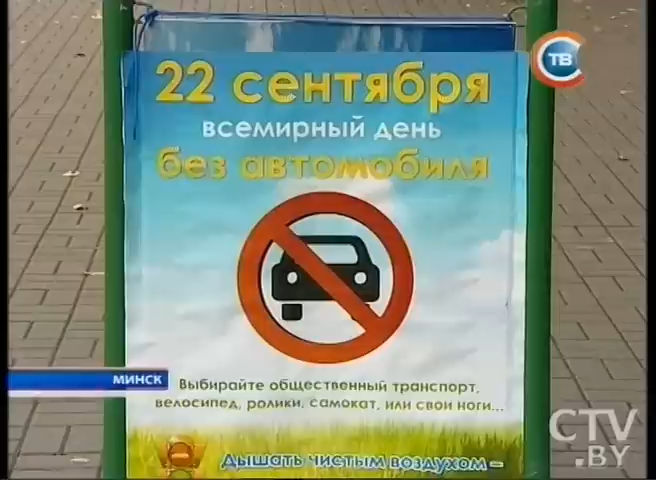 22 сентября
всемирный день
без автомобиля
Выбирайте общественный транспорт,
велосипед, ролики, самокат, или свои ноги...
Дышать чистым воздухом –
МИНСК
СТВ
CTV
.BY